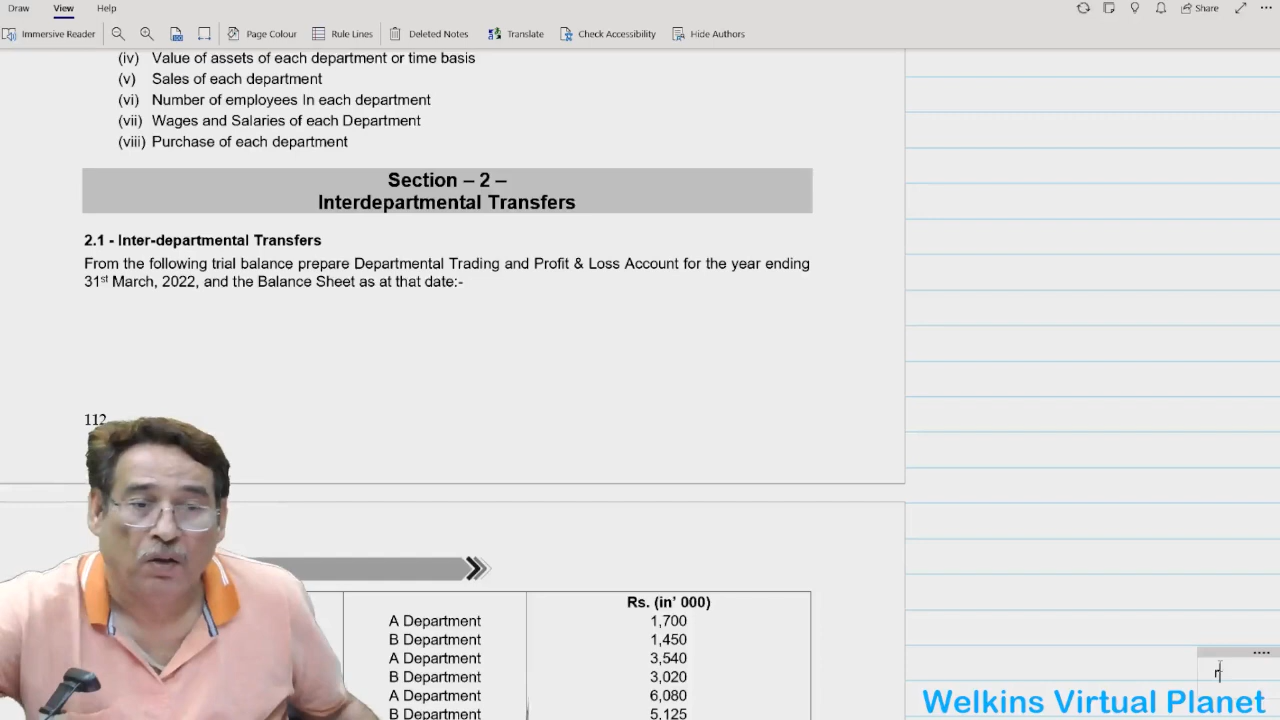 Draw View Help
Share
Immersive Reader Page Colour Rule Lines Deleted Notes Translate Check Accessibility Hide Authors
(iv) Value of assets of each department or time basis
(v) Sales of each department
(vi) Number of employees In each department
(vii) Wages and Salaries of each Department
(viii) Purchase of each department
Section – 2 –
Interdepartmental Transfers
2.1 - Inter-departmental Transfers
From the following trial balance prepare Departmental Trading and Profit & Loss Account for the year ending
31st March, 2022, and the Balance Sheet as at that date:-
112
Rs. (in' 000)
A Department 1,700
B Department 1,450
A Department 3,540
B Department 3,020
A Department 6,080
B Department 5,125
Welkins Virtual Planet